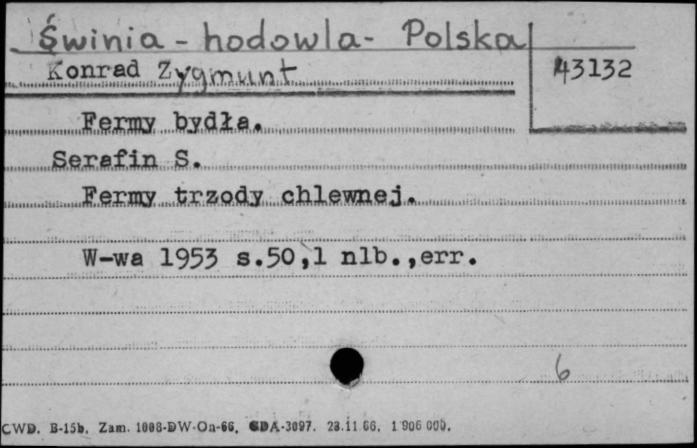 Świnia - hodowla - Polska
Konrad Zygmunt
43132
Fermy bydła.
Serafin S.
Fermy trzody chlewnej.
W-wa 1953 s.50,1 nlb.,err.
6
CWD. B-15b. Zam. 1008-DW-On-66. GDA-3097. 28.11.66. 1 906 000.